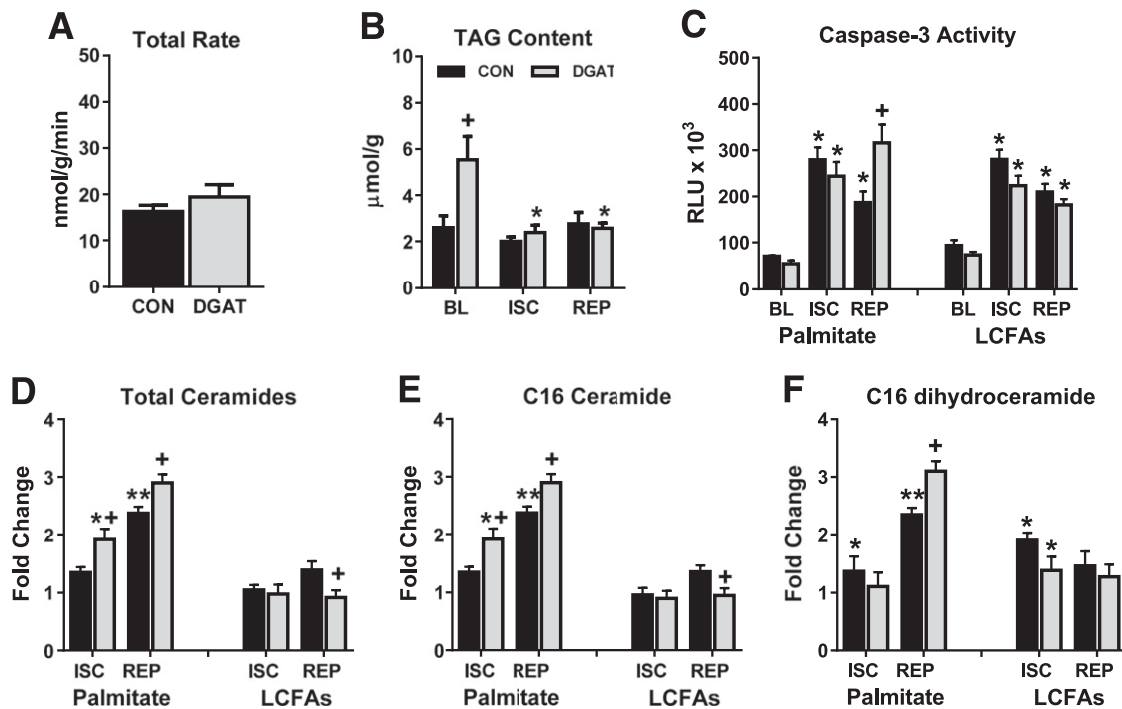 A
Total Rate
nmol/g/min
50
40
30
20
10
0
CON DGAT
B
TAG Content
CON DGAT
μmol/g
10
8
6
4
2
0
+
*
*
BL ISC REP
C
Caspase-3 Activity
RLU x 10³
500
400
300
200
100
50
* * * +
* * * *
BL ISC REP BL ISC REP
Palmitate LCFAs
D
Total Ceramides
Fold Change
4
3
2
1
0
*+ ** + +
ISC REP ISC REP
Palmitate LCFAs
E
C16 Ceramide
Fold Change
4
3
2
1
0
*+ ** + +
ISC REP ISC REP
Palmitate LCFAs
F
C16 dihydroceramide
Fold Change
4
3
2
1
0
* ** + * *
ISC REP ISC REP
Palmitate LCFAs